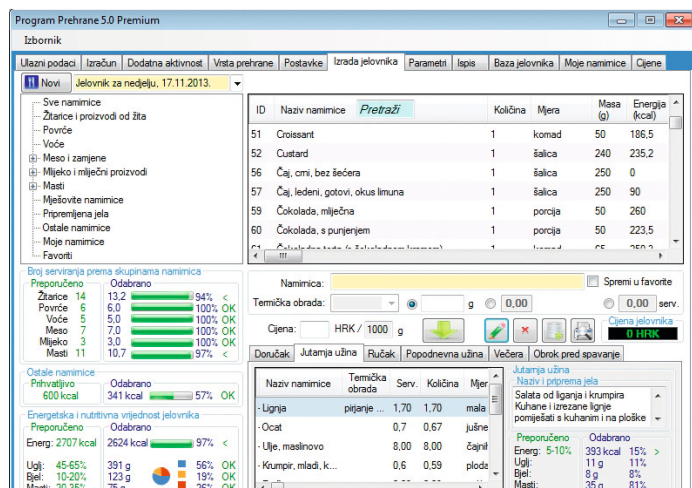 Program Prehrane 5.0 Premium
Izbornik
Ulazni podaci Izračun Dodatna aktivnost Vrsta prehrane Postavke Izrada jelovnika Parametri Ispis Baza jelovnika Moje namirnice Cijene
Novi Jelovnik za nedjelju, 17.11.2013.
Sve namirnice
Žitarice i proizvodi od žita
Povrće
Voće
Meso i zamjene
Mlijeko i mliječni proizvodi
Masti
Mješovite namirnice
Pripremljena jela
Ostale namirnice
Moje namirnice
Favoriti
ID Naziv namirnice Pretraži Količina Mjera Masa (g) Energija (kcal)
51 Croissant 1 komad 50 186,5
52 Custard 1 šalica 240 235,2
56 Čaj, crni, bez šećera 1 šalica 250 0
57 Čaj, ledeni, gotovi, okus limuna 1 šalica 250 90
59 Čokolada, mliječna 1 porcija 50 260
60 Čokolada, s punjenjem 1 porcija 50 223,5
Broj serviranja prema skupinama namirnica
Preporučeno Odabrano
Žitarice 14 13,2 94% <
Povrće 6 6,0 100% OK
Voće 5 5,0 100% OK
Meso 7 7,0 100% OK
Mlijeko 3 3,0 100% OK
Masti 11 10,7 97% <
Ostale namirnice
Prihvatljivo Odabrano
600 kcal 341 kcal 57% OK
Energetska i nutritivna vrijednost jelovnika
Preporučeno Odabrano
Energ: 2707 kcal 2624 kcal 97% <
Uglj: 45-65% 391 g 56% OK
Bjel: 10-20% 123 g 19% OK
Namirnica: Spremi u favorite
Termička obrada: g 0,00 0,00 serv.
Cijena: HRK / 1000 g
Cijena jelovnika
0 HRK
Doručak Jutarnja užina Ručak Popodnevna užina Večera Obrok pred spavanje
Naziv namirnice Termička obrada Serv. Količina Mjer
Lignja pirjanje ... 1,70 1,70 mala
Ocat 0,7 0,67 jušne
Ulje, maslinovo 8,00 8,00 čajnih
Krumpir, mladi, k... 0,6 0,59 ploda
Jutarnja užina
Naziv i priprema jela
Salata od liganja i krumpira
Kuhane i izrezane lignje
pomiješati s kuhanim i na ploške
Preporučeno Odabrano
Energ: 5-10% 393 kcal 15% >
Uglj: 11 g 11%
Bjel: 8 g 8%
Masti: 35 g 81%